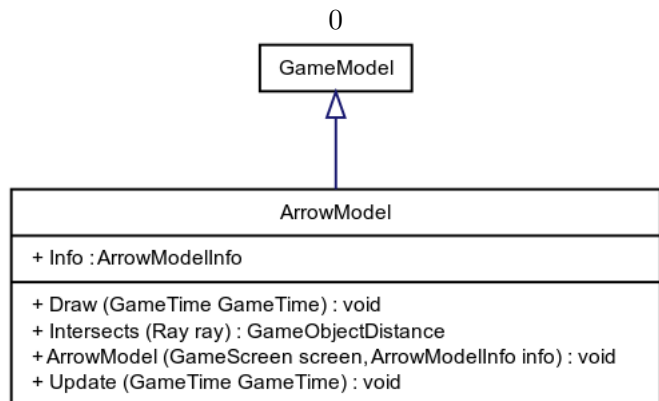 0
GameModel
ArrowModel
+ Info : ArrowModelInfo
+ Draw (GameTime GameTime) : void
+ Intersects (Ray ray) : GameObjectDistance
+ ArrowModel (GameScreen screen, ArrowModelInfo info) : void
+ Update (GameTime GameTime) : void